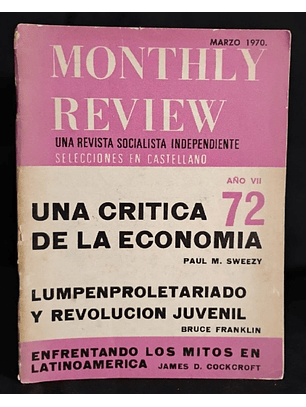 MARZO 1970.
MONTHLY
REVIEW
UNA REVISTA SOCIALISTA INDEPENDIENTE
SELECCIONES EN CASTELLANO
AÑO VII
UNA CRITICA 72
DE LA ECONOMIA
PAUL M. SWEEZY
LUMPENPROLETARIADO
Y REVOLUCION JUVENIL
BRUCE FRANKLIN
ENFRENTANDO LOS MITOS EN
LATINOAMERICA JAMES D. COCKCROFT